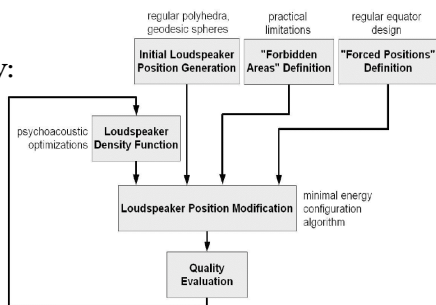 regular polyhedra,
geodesic spheres
practical
limitations
regular equator
design
y:
Initial Loudspeaker
Position Generation
"Forbidden
Areas" Definition
"Forced Positions"
Definition
psychoacoustic
optimizations
Loudspeaker
Density Function
Loudspeaker Position Modification
minimal energy
configuration
algorithm
Quality
Evaluation